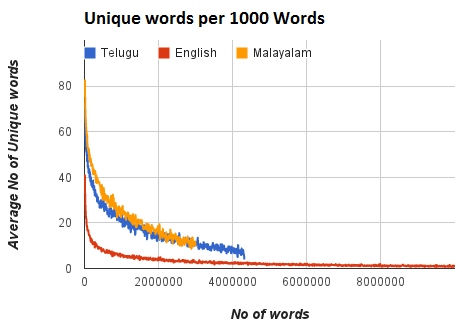 Unique words per 1000 Words
Telugu English Malayalam
Average No of Unique words
80
60
40
20
0
0 2000000 4000000 6000000 8000000
No of words